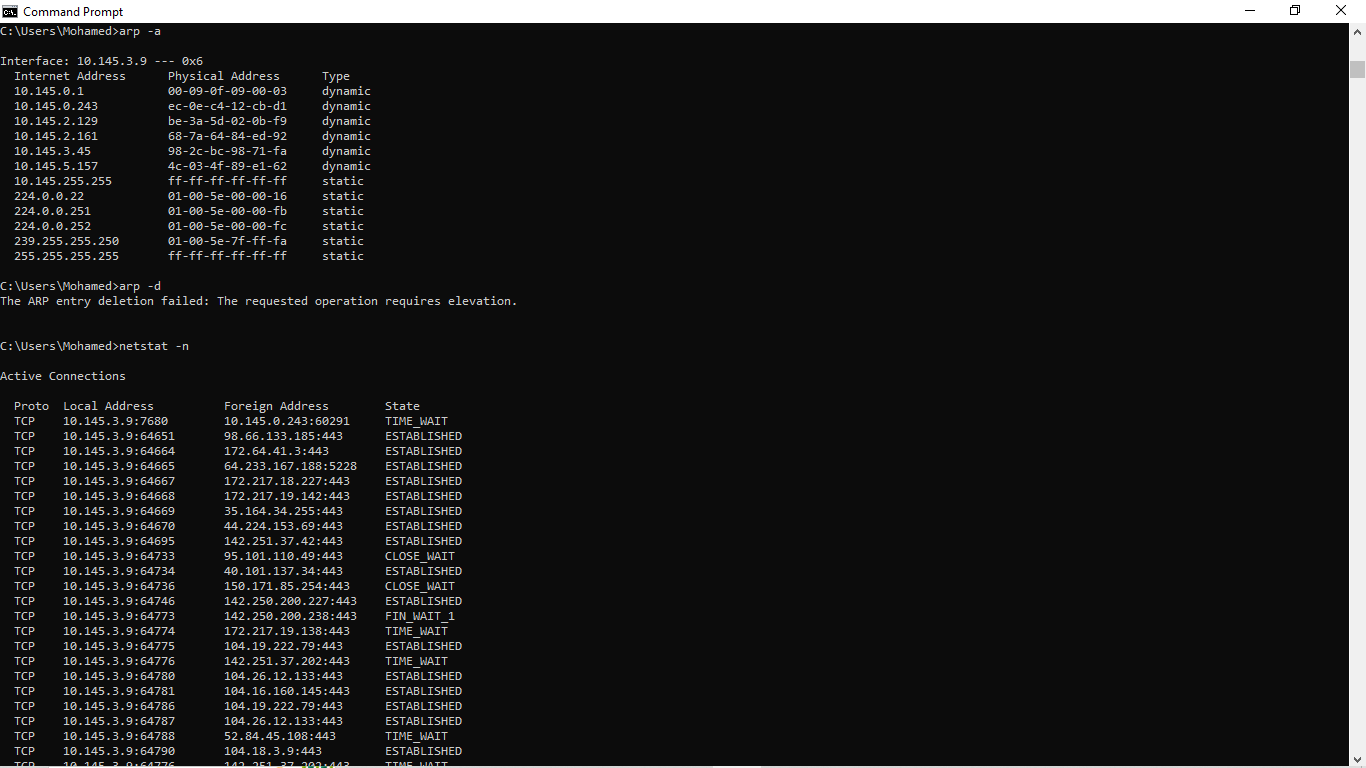 Command Prompt
C:\Users\Mohamed>arp -a
Interface: 10.145.3.9 --- 0x6
Internet Address Physical Address Type
10.145.0.1 00-09-0f-09-00-03 dynamic
10.145.0.243 ec-0e-c4-12-cb-d1 dynamic
10.145.2.129 be-3a-5d-02-0b-f9 dynamic
10.145.2.161 68-7a-64-84-ed-92 dynamic
10.145.3.45 98-2c-bc-98-71-fa dynamic
10.145.5.157 4c-03-4f-89-e1-62 dynamic
10.145.255.255 ff-ff-ff-ff-ff-ff static
224.0.0.22 01-00-5e-00-00-16 static
224.0.0.251 01-00-5e-00-00-fb static
224.0.0.252 01-00-5e-00-00-fc static
239.255.255.250 01-00-5e-7f-ff-fa static
255.255.255.255 ff-ff-ff-ff-ff-ff static
C:\Users\Mohamed>arp -d
The ARP entry deletion failed: The requested operation requires elevation.
C:\Users\Mohamed>netstat -n
Active Connections
Proto Local Address Foreign Address State
TCP 10.145.3.9:7680 10.145.0.243:60291 TIME_WAIT
TCP 10.145.3.9:64651 98.66.133.185:443 ESTABLISHED
TCP 10.145.3.9:64664 172.64.41.3:443 ESTABLISHED
TCP 10.145.3.9:64665 64.233.167.188:5228 ESTABLISHED
TCP 10.145.3.9:64667 172.217.18.227:443 ESTABLISHED
TCP 10.145.3.9:64668 172.217.19.142:443 ESTABLISHED
TCP 10.145.3.9:64669 35.164.34.255:443 ESTABLISHED
TCP 10.145.3.9:64670 44.224.153.69:443 ESTABLISHED
TCP 10.145.3.9:64695 142.251.37.42:443 ESTABLISHED
TCP 10.145.3.9:64733 95.101.110.49:443 CLOSE_WAIT
TCP 10.145.3.9:64734 40.101.137.34:443 ESTABLISHED
TCP 10.145.3.9:64736 150.171.85.254:443 CLOSE_WAIT
TCP 10.145.3.9:64746 142.250.200.227:443 ESTABLISHED
TCP 10.145.3.9:64773 142.250.200.238:443 FIN_WAIT_1
TCP 10.145.3.9:64774 172.217.19.138:443 TIME_WAIT
TCP 10.145.3.9:64775 104.19.222.79:443 ESTABLISHED
TCP 10.145.3.9:64776 142.251.37.202:443 TIME_WAIT
TCP 10.145.3.9:64780 104.26.12.133:443 ESTABLISHED
TCP 10.145.3.9:64781 104.16.160.145:443 ESTABLISHED
TCP 10.145.3.9:64786 104.19.222.79:443 ESTABLISHED
TCP 10.145.3.9:64787 104.26.12.133:443 ESTABLISHED
TCP 10.145.3.9:64788 52.84.45.108:443 TIME_WAIT
TCP 10.145.3.9:64790 104.18.3.9:443 ESTABLISHED
TCP 10.145.3.9:64776 142.251.37.202:443 TIME_WAIT